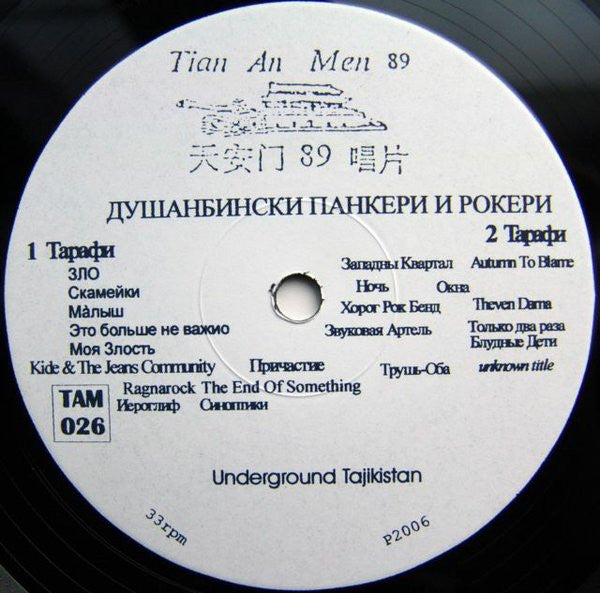 Tian An Men 89
天安门 89 唱片
ДУШАНБИНСКИ ПАНКЕРИ И РОКЕРИ
1 Тарафи
ЗЛО
Скамейки
Мàлыш
Это больше не важио
Моя Злость
Kide & The Jeans Community Причастие
Ragnarock The End Of Something
Иероглиф Синоптики
2 Тарафи
Западны Квартал Autumn To Blame
Ночь Окна
Хорог Рок Бенд Theven Dama
Звуковая Артель Только два раза
Блудные Дети
Трушь-Оба unknown title
TAM
026
Underground Tajikistan
33rpm
P2006